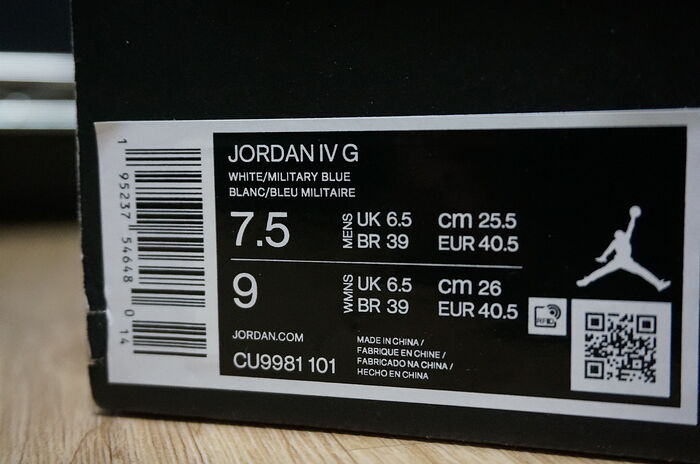 1 95237 54648 0 14
JORDAN IV G
WHITE/MILITARY BLUE
BLANC/BLEU MILITAIRE
7.5
MENS
UK 6.5
BR 39
cm 25.5
EUR 40.5
9
WMNS
UK 6.5
BR 39
cm 26
EUR 40.5
RFID
JORDAN.COM
CU9981 101
MADE IN CHINA /
FABRIQUE EN CHINE /
FABRICADO NA CHINA /
HECHO EN CHINA